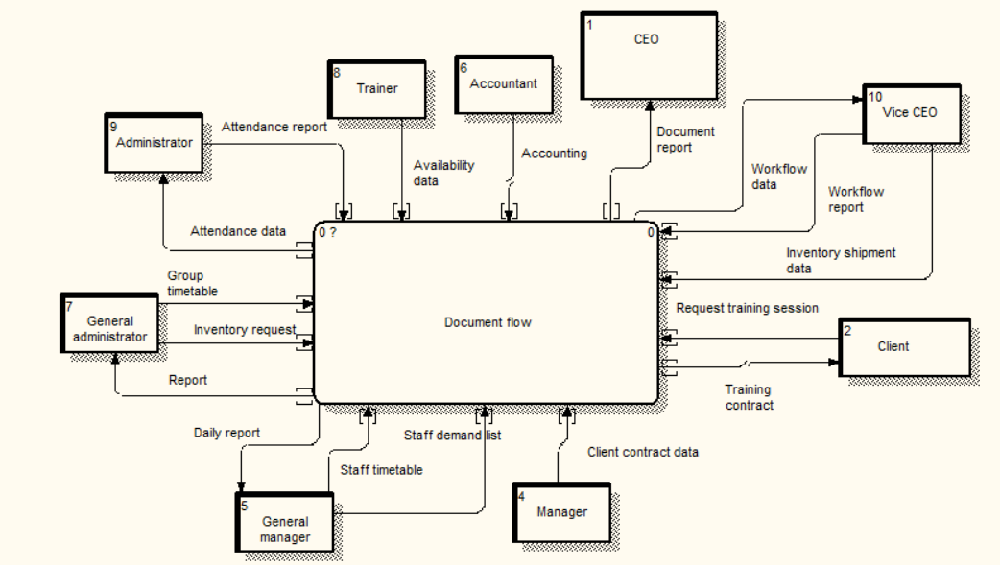 1
CEO
8
Trainer
6
Accountant
10
Vice CEO
9
Administrator
Attendance report
Availability
data
Accounting
Document
report
Workflow
data
Workflow
report
Attendance data
0 ?
0
Inventory shipment
data
Group
timetable
Document flow
Request training session
7
General
administrator
Inventory request
2
Client
Report
Training
contract
Daily report
Staff demand list
Client contract data
Staff timetable
5
General
manager
4
Manager